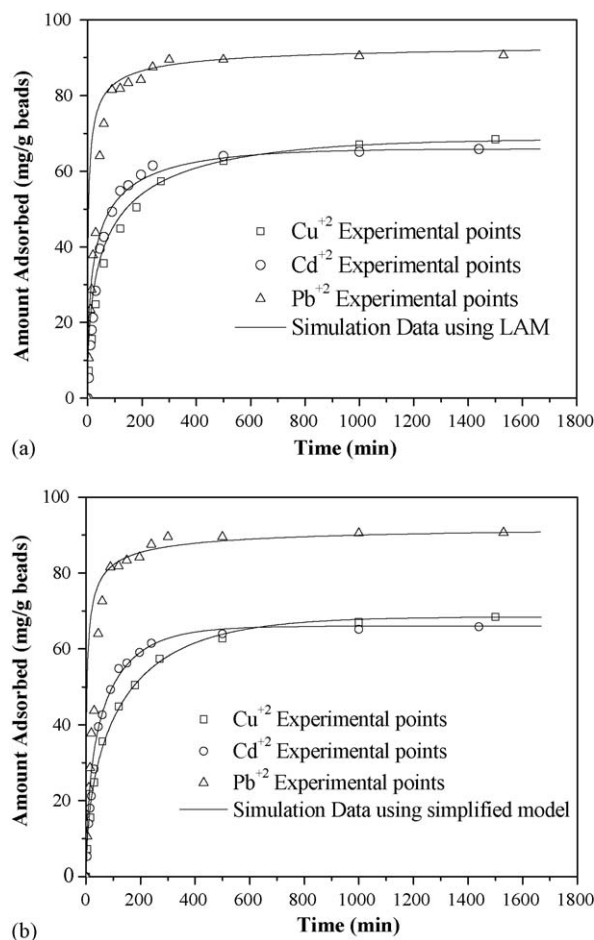 100
80
60
40
20
0
Amount Adsorbed (mg/g beads)
Cu+2 Experimental points
Cd+2 Experimental points
Pb+2 Experimental points
Simulation Data using LAM
0 200 400 600 800 1000 1200 1400 1600 1800
Time (min)
(a)
100
80
60
40
20
0
Amount Adsorbed (mg/g beads)
Cu+2 Experimental points
Cd+2 Experimental points
Pb+2 Experimental points
Simulation Data using simplified model
0 200 400 600 800 1000 1200 1400 1600 1800
Time (min)
(b)